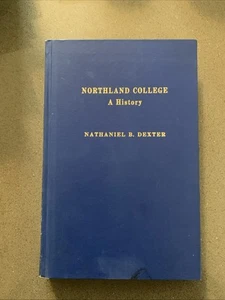 NORTHLAND COLLEGE
A History
NATHANIEL B. DEXTER